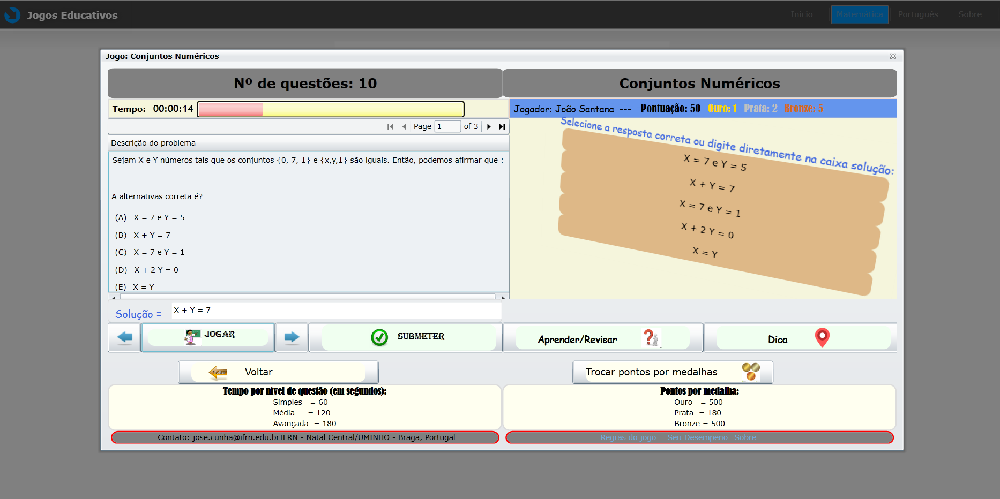 Jogos Educativos
Início Matemática Português Sobre
Jogo: Conjuntos Numéricos
Nº de questões: 10
Conjuntos Numéricos
Tempo: 00:00:14
Jogador: João Santana --- Pontuação: 50 Ouro: 1 Prata: 2 Bronze: 5
Page 1 of 3
Descrição do problema
Sejam X e Y números tais que os conjuntos {0, 7, 1} e {x,y,1} são iguais. Então, podemos afirmar que :
A alternativas correta é?
(A) X = 7 e Y = 5
(B) X + Y = 7
(C) X = 7 e Y = 1
(D) X + 2 Y = 0
(E) X = Y
Selecione a resposta correta ou digite diretamente na caixa solução:
X = 7 e Y = 5
X + Y = 7
X = 7 e Y = 1
X + 2 Y = 0
X = Y
Solução = X + Y = 7
JOGAR
SUBMETER
Aprender/Revisar
Dica
Voltar Voltar
Trocar pontos por medalhas
Tempo por nível de questão (em segundos):
Simples = 60
Média = 120
Avançada = 180
Pontos por medalha:
Ouro = 500
Prata = 180
Bronze = 500
Contato: jose.cunha@ifrn.edu.brIFRN - Natal Central/UMINHO - Braga, Portugal
Regras do jogo Seu Desempeno Sobre